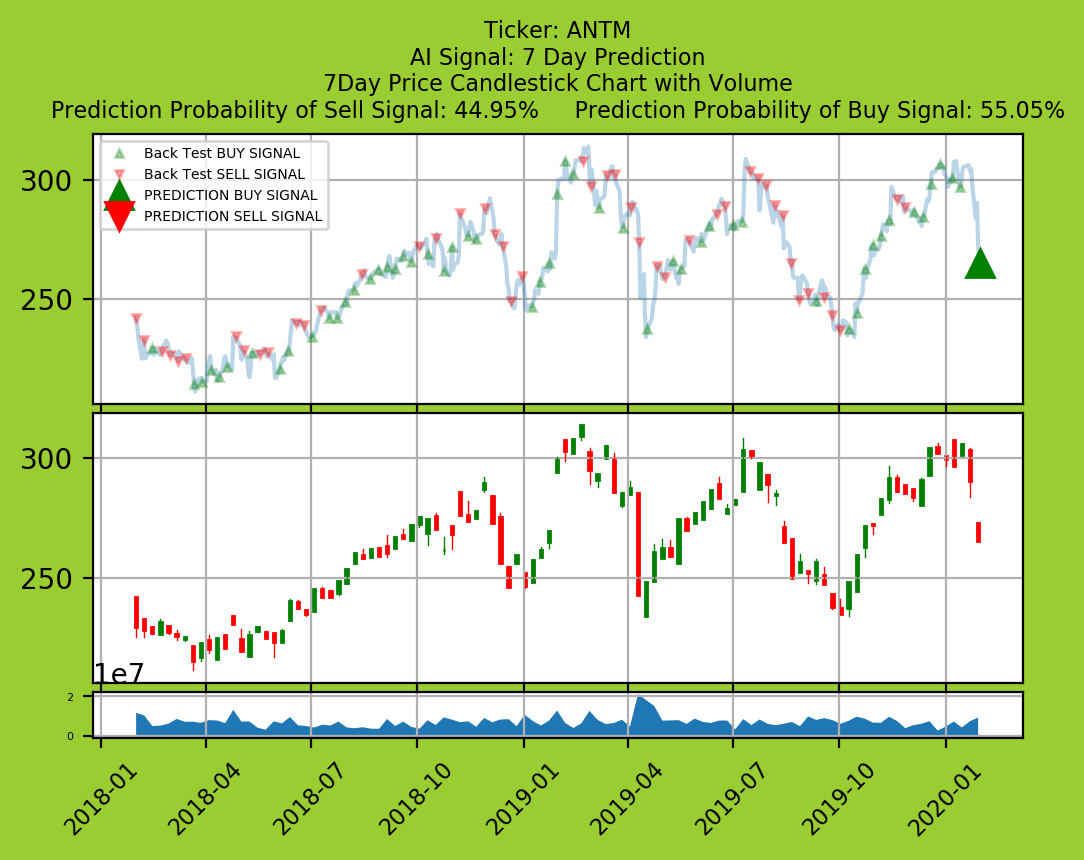 Ticker: ANTM
AI Signal: 7 Day Prediction
7Day Price Candlestick Chart with Volume
Prediction Probability of Sell Signal: 44.95%     Prediction Probability of Buy Signal: 55.05%
Back Test BUY SIGNAL
Back Test SELL SIGNAL
PREDICTION BUY SIGNAL
PREDICTION SELL SIGNAL
300
250
300
250
1e7
2
0
2018-01
2018-04
2018-07
2018-10
2019-01
2019-04
2019-07
2019-10
2020-01